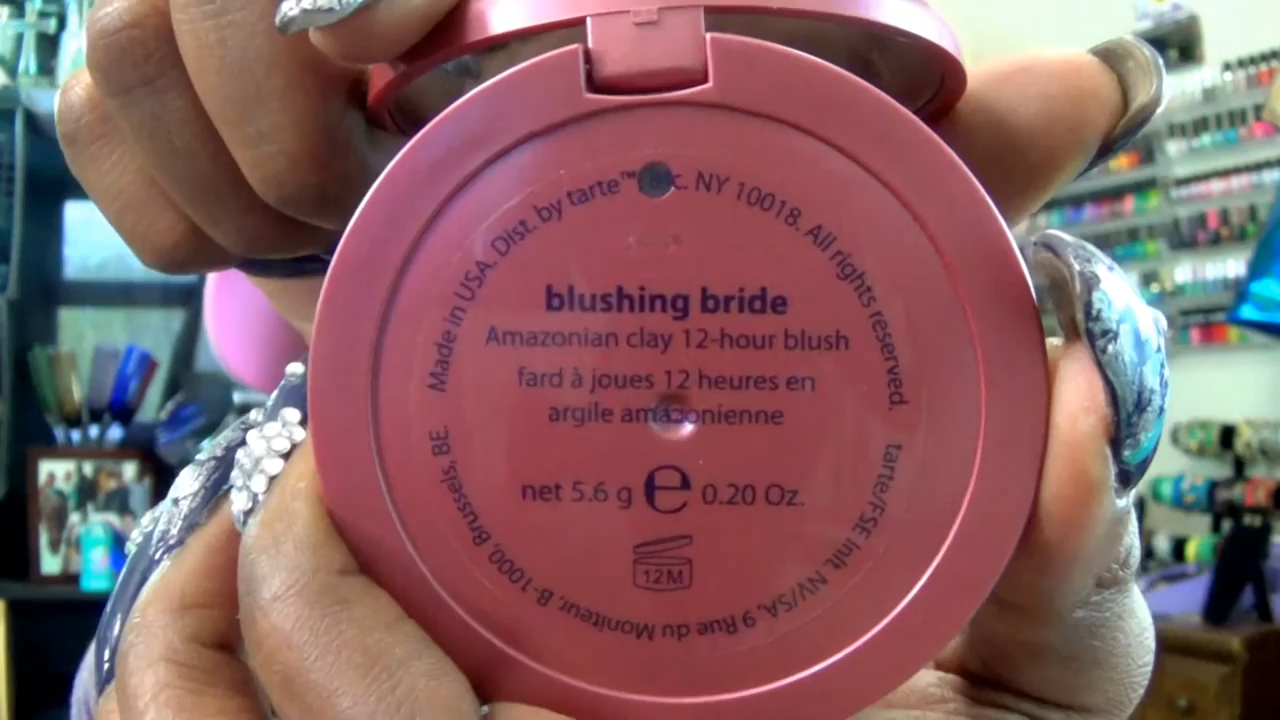 blushing bride
Amazonian clay 12-hour blush
fard à joues 12 heures en
argile amazonienne
net 5.6 g e 0.20 Oz.
12M
Made in USA. Dist. by tarte™ Inc. NY 10018. All rights reserved.
tarte/FSE Intl. NV/SA, 9 Rue du Moniteur, B-1000, Brussels, BE.